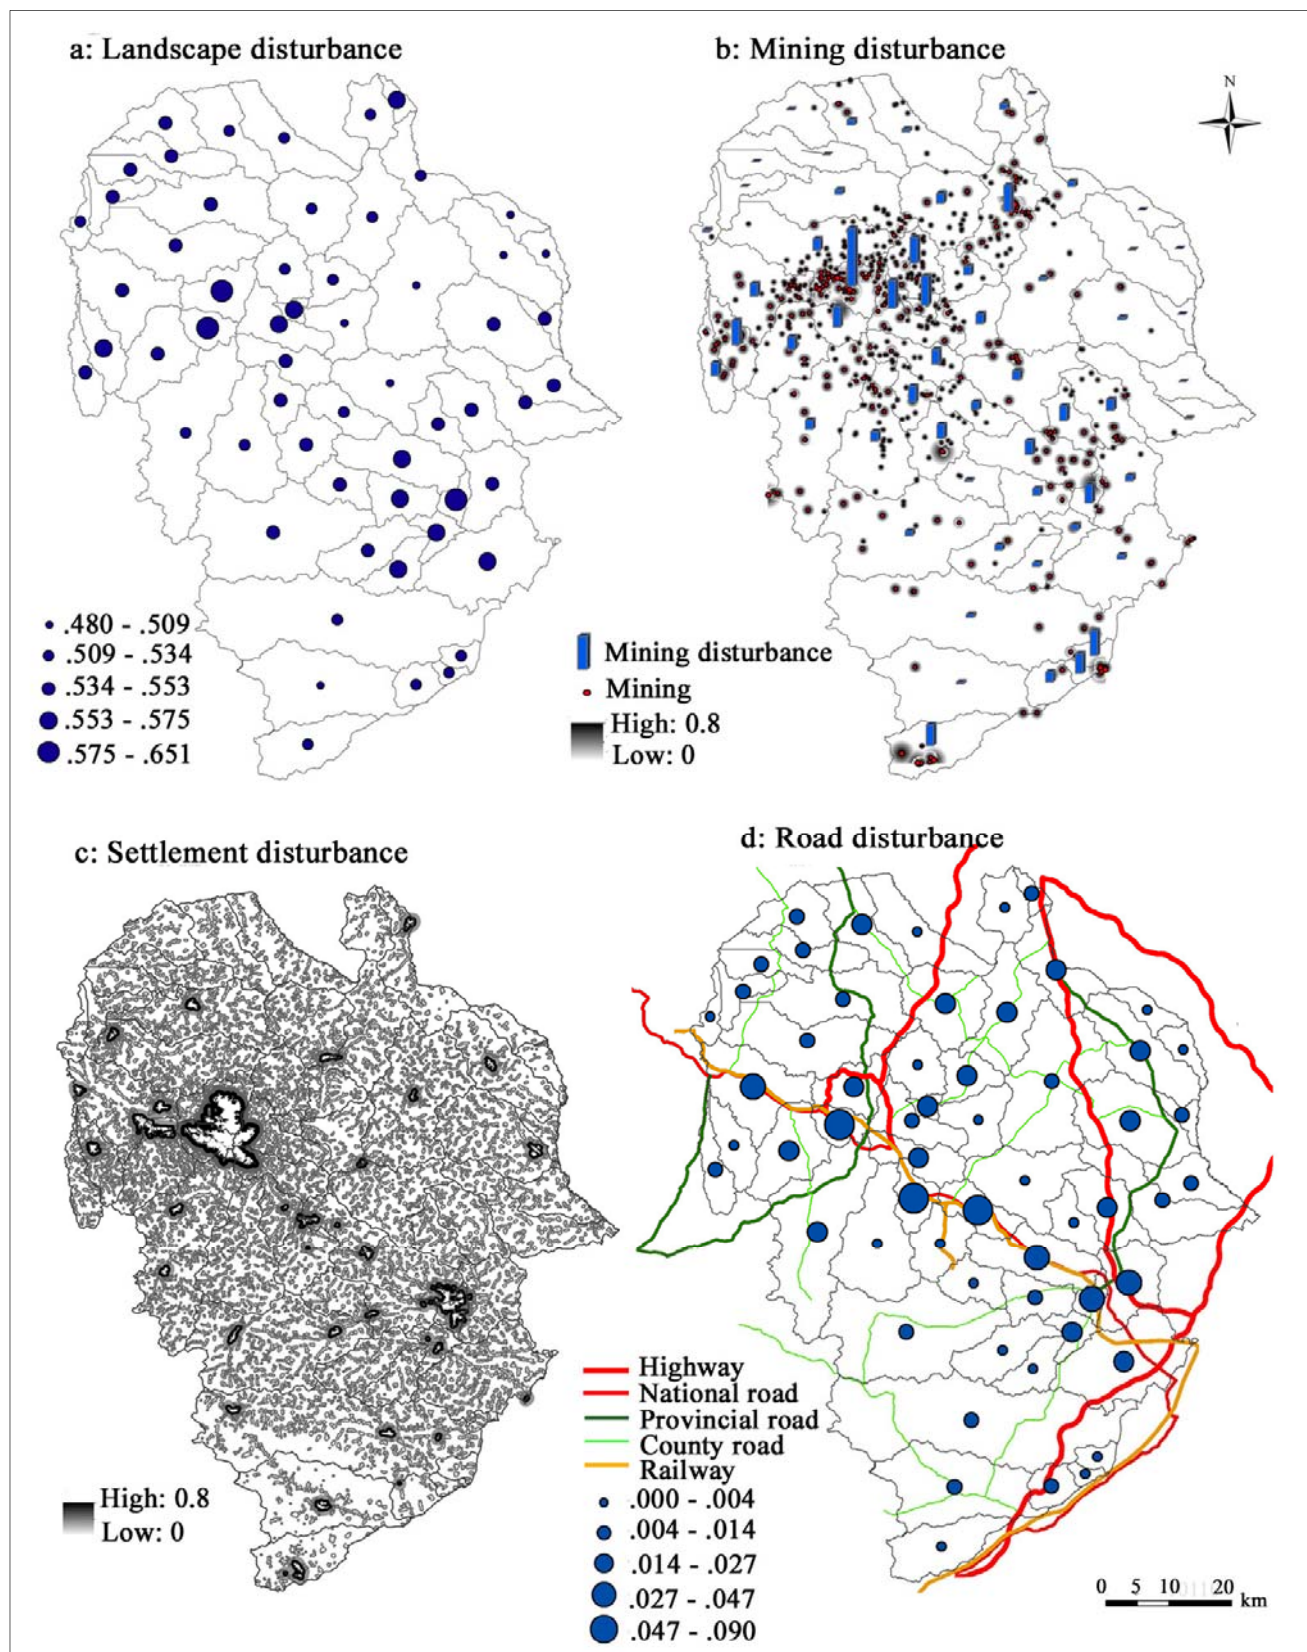 a: Landscape disturbance
b: Mining disturbance
N
.480 - .509
.509 - .534
.534 - .553
.553 - .575
.575 - .651
Mining disturbance
Mining
High: 0.8
Low: 0
c: Settlement disturbance
d: Road disturbance
High: 0.8
Low: 0
Highway
National road
Provincial road
County road
Railway
.000 - .004
.004 - .014
.014 - .027
.027 - .047
.047 - .090
0 5 10 20
km